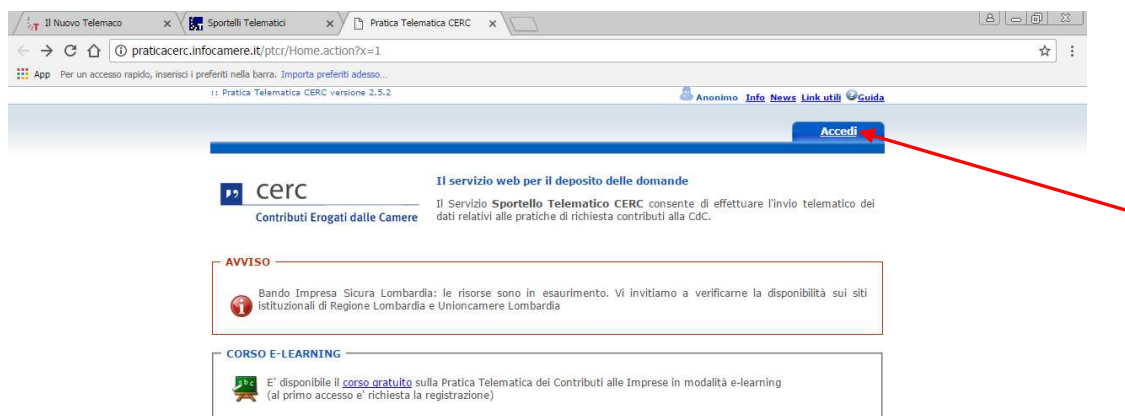 Il Nuovo Telemaco
Sportelli Telematici
Pratica Telematica CERC
praticacerc.infocamere.it/ptcr/Home.action?x=1
App Per un accesso rapido, inserisci i preferiti nella barra. Importa preferiti adesso...
:: Pratica Telematica CERC versione 2.5.2
Anonimo Info News Link utili Guida
Accedi
cerc
Contributi Erogati dalle Camere
Il servizio web per il deposito delle domande
Il Servizio Sportello Telematico CERC consente di effettuare l'invio telematico dei
dati relativi alle pratiche di richiesta contributi alla CdC.
AVVISO
Bando Impresa Sicura Lombardia: le risorse sono in esaurimento. Vi invitiamo a verificarne la disponibilità sui siti
istituzionali di Regione Lombardia e Unioncamere Lombardia
CORSO E-LEARNING
E' disponibile il corso gratuito sulla Pratica Telematica dei Contributi alle Imprese in modalità e-learning
(al primo accesso e' richiesta la registrazione)